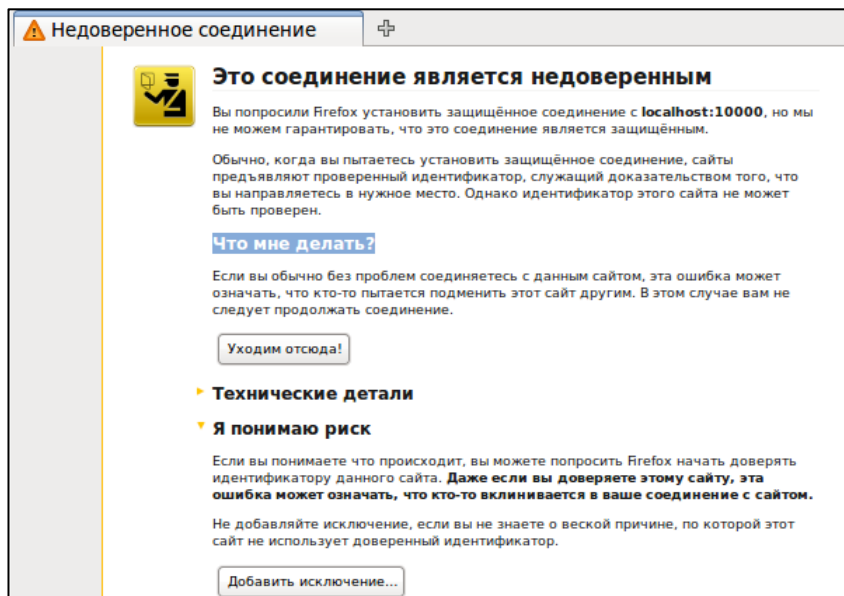 Недоверенное соединение
Это соединение является недоверенным
Вы попросили Firefox установить защищённое соединение с localhost:10000, но мы
не можем гарантировать, что это соединение является защищённым.
Обычно, когда вы пытаетесь установить защищённое соединение, сайты
предъявляют проверенный идентификатор, служащий доказательством того, что
вы направляетесь в нужное место. Однако идентификатор этого сайта не может
быть проверен.
Что мне делать?
Если вы обычно без проблем соединяетесь с данным сайтом, эта ошибка может
означать, что кто-то пытается подменить этот сайт другим. В этом случае вам не
следует продолжать соединение.
Уходим отсюда!
Технические детали
Я понимаю риск
Если вы понимаете что происходит, вы можете попросить Firefox начать доверять
идентификатору данного сайта. Даже если вы доверяете этому сайту, эта
ошибка может означать, что кто-то вклинивается в ваше соединение с сайтом.
Не добавляйте исключение, если вы не знаете о веской причине, по которой этот
сайт не использует доверенный идентификатор.
Добавить исключение...